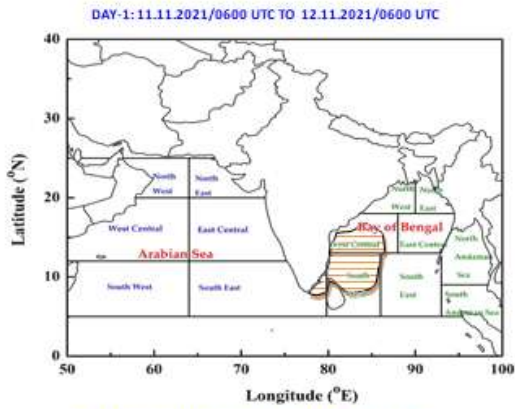 DAY-1: 11.11.2021/0600 UTC TO 12.11.2021/0600 UTC
40
30
20
10
0
Latitude (°N)
North
West
North
East
North
West
North
East
West Central
East Central
Arabian Sea
Bay of Bengal
West Central
East Central
North
Andaman
Sea
South West
South East
South
South
East
South
Andaman Sea
50
60
70
80
90
100
Longitude (°E)